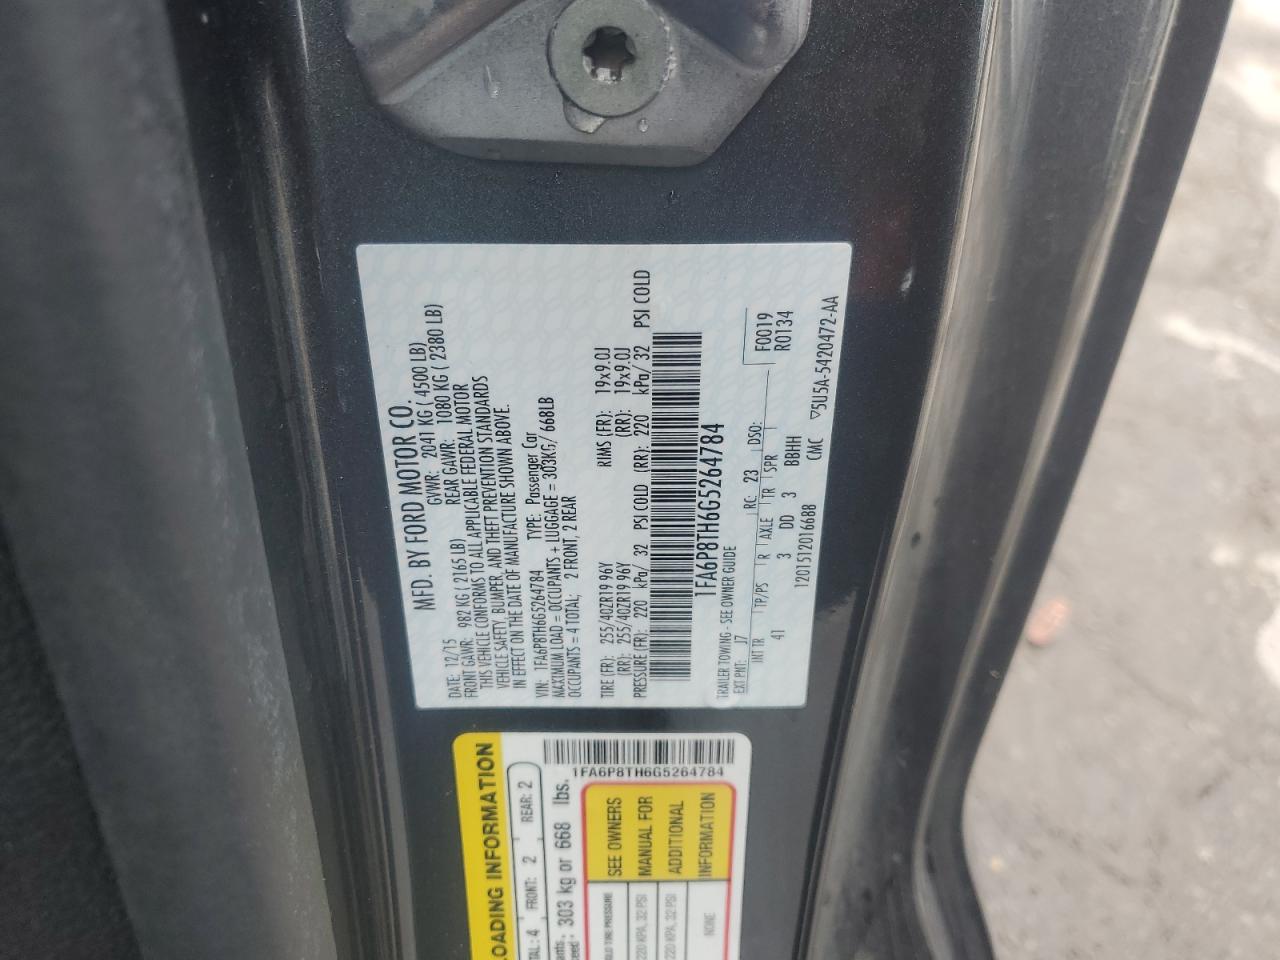 MFD. BY FORD MOTOR CO.
DATE: 12/15 GVWR: 2041 KG ( 4500 LB)
FRONT GAWR: 982 KG ( 2165LB) REAR GAWR: 1080 KG ( 2380 LB)
THIS VEHICLE CONFORMS TO ALL APPLICABLE FEDERAL MOTOR
VEHICLE SAFETY, BUMPER, AND THEFT PREVENTION STANDARDS
IN EFFECT ON THE DATE OF MANUFACTURE SHOWN ABOVE.
VIN: 1FA6P8TH6G5264784 TYPE: Passenger Car
MAXIMUM LOAD = OCCUPANTS + LUGGAGE = 303KG/ 668LB
OCCUPANTS = 4 TOTAL; 2 FRONT, 2 REAR
TIRE (FR): 255/40ZR19 96Y RIMS (FR): 19x9.0J
(RR): 255/40ZR19 96Y (RR): 19x9.0J
PRESSURE (FR): 220 kPa/ 32 PSI COLD (RR): 220 kPa/ 32 PSI COLD
1FA6P8TH6G5264784
TRAILER TOWING - SEE OWNER GUIDE
EXT PNT: J7 RC: 23 DSO:
F0019
R0134
INT TR TP/PS R AXLE TR SPR
41 3 DD 3 BBHH
1201512016688 CMC ▽5U5A-5420472-AA
1FA6P8TH6G5264784
OADING INFORMATION
TAL: 4 FRONT: 2 REAR: 2
303 kg or 668 lbs.
SEE OWNERS
MANUAL FOR
ADDITIONAL
INFORMATION
OLD TIRE PRESSURE
220 KPA, 32 PSI
220 KPA, 32 PSI
NONE